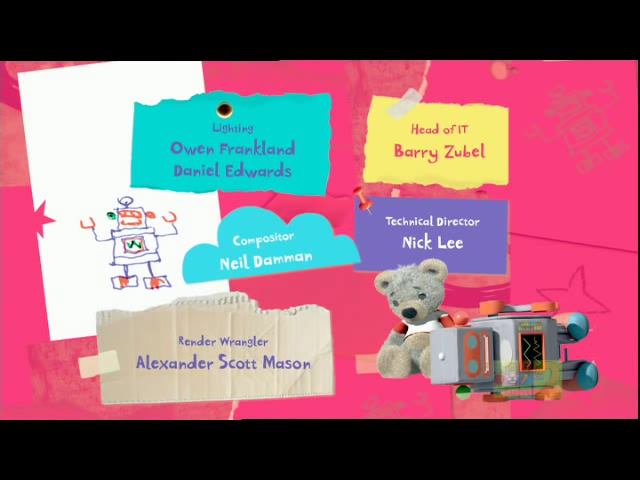 Lighting
Owen Frankland
Daniel Edwards
Head of IT
Barry Zubel
Technical Director
Nick Lee
Compositor
Neil Damman
Render Wrangler
Alexander Scott Mason